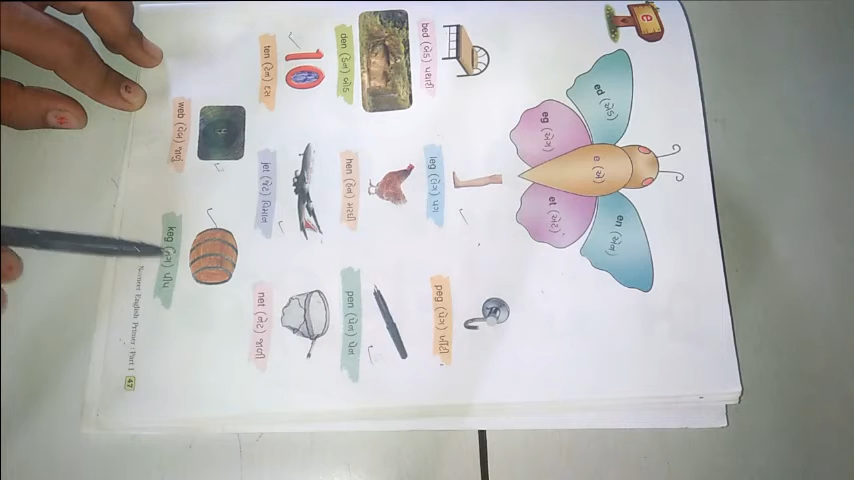 e
ed (એડ)
en (એન)
eg (એગ)
e (એ)
et (એટ)
bed (બેડ) પથારી
leg (લેગ) પગ
peg (પેગ) ખીંટી
den (ડેન) બોડ
hen (હેન) મરઘી
pen (પેન) પેન
10
ten (ટેન) દસ
jet (જેટ) વિમાન
net (નેટ) જાળી
web (વેબ) જાળું
keg (કેગ) પીપ
English Primer : Part 1 47